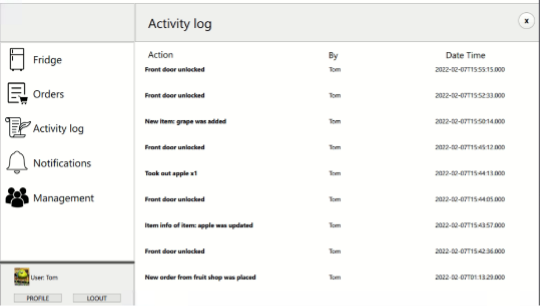 Activity log
x
Fridge
Orders
Activity log
Notifications
Management
User: Tom
PROFILE LOOUT
Action By Date Time
Front door unlocked Tom 2022-02-07T15:55:15.000
Front door unlocked Tom 2022-02-07T15:52:33.000
New item: grape was added Tom 2022-02-07T15:50:14.000
Front door unlocked Tom 2022-02-07T15:45:12.000
Took out apple x1 Tom 2022-02-07T15:44:13.000
Front door unlocked Tom 2022-02-07T15:44:05.000
Item info of item: apple was updated Tom 2022-02-07T15:43:57.000
Front door unlocked Tom 2022-02-07T15:42:36.000
New order from fruit shop was placed Tom 2022-02-07T01:13:29.000